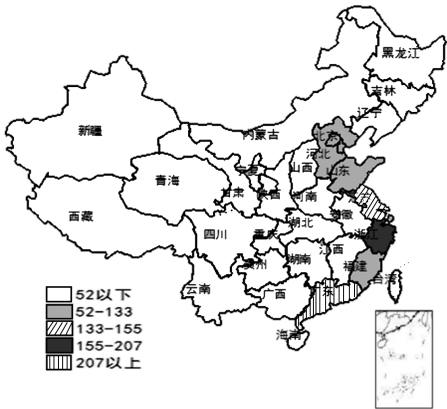 黑龙江
吉林
辽宁
新疆
内蒙古
北京
河北
山西
山东
宁夏
青海
甘肃
陕西
河南
西藏
安徽
四川
重庆
湖北
浙江
湖南
江西
贵州
福建
云南
广西
广东
台湾
海南
52以下
52-133
133-155
155-207
207以上